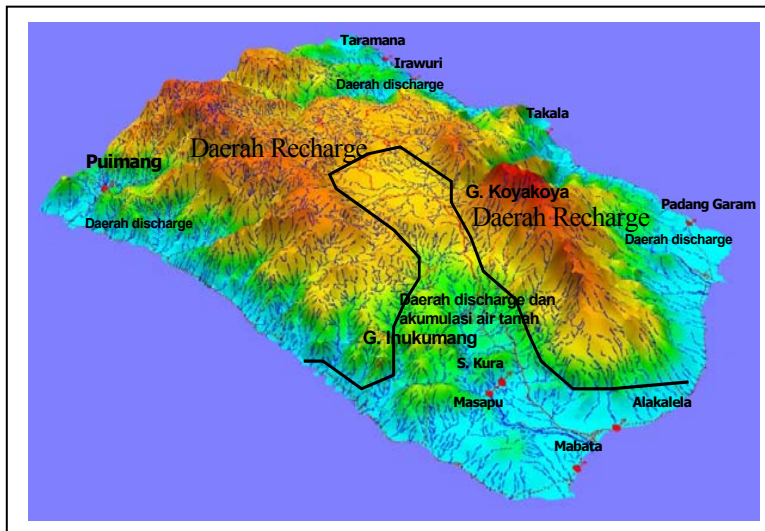 Taramana
Irawuri
Daerah discharge
Takala
Daerah Recharge
Puimang
G. Koyakoya
Daerah Recharge
Padang Garam
Daerah discharge
Daerah discharge
Daerah discharge dan
akumulasi air tanah
G. Inukumang
S. Kura
Masapu
Alakalela
Mabata